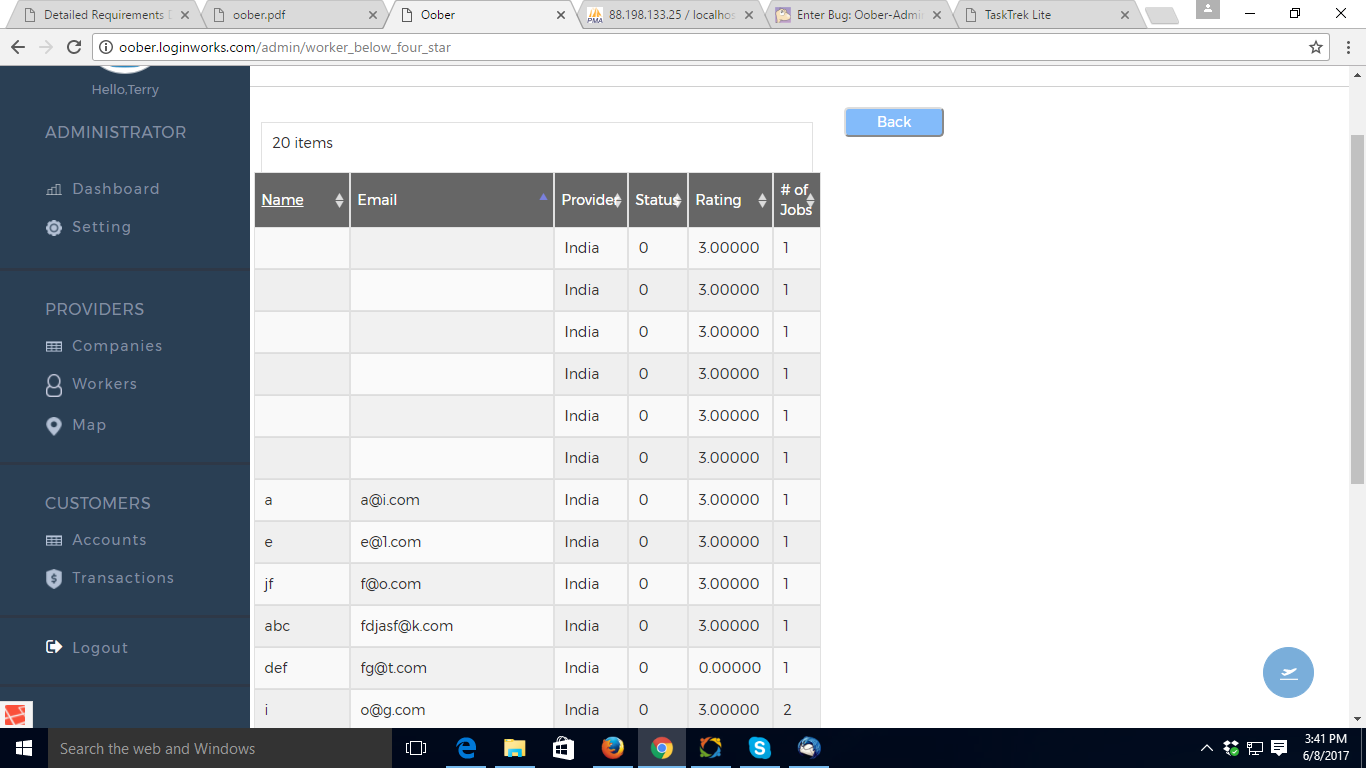 Detailed Requirements D
oober.pdf
Oober
PMA
88.198.133.25 / localhos
Enter Bug: Oober-Admi
TaskTrek Lite
oober.loginworks.com/admin/worker_below_four_star
Hello,Terry
ADMINISTRATOR
Dashboard
Setting
PROVIDERS
Companies
Workers
Map
CUSTOMERS
Accounts
Transactions
Logout
Back
20 items
Name Email Provider Status Rating # of Jobs
India 0 3.00000 1
India 0 3.00000 1
India 0 3.00000 1
India 0 3.00000 1
India 0 3.00000 1
India 0 3.00000 1
a a@i.com India 0 3.00000 1
e e@1.com India 0 3.00000 1
jf f@o.com India 0 3.00000 1
abc fdjasf@k.com India 0 3.00000 1
def fg@t.com India 0 0.00000 1
i o@g.com India 0 3.00000 2
Search the web and Windows
3:41 PM
6/8/2017